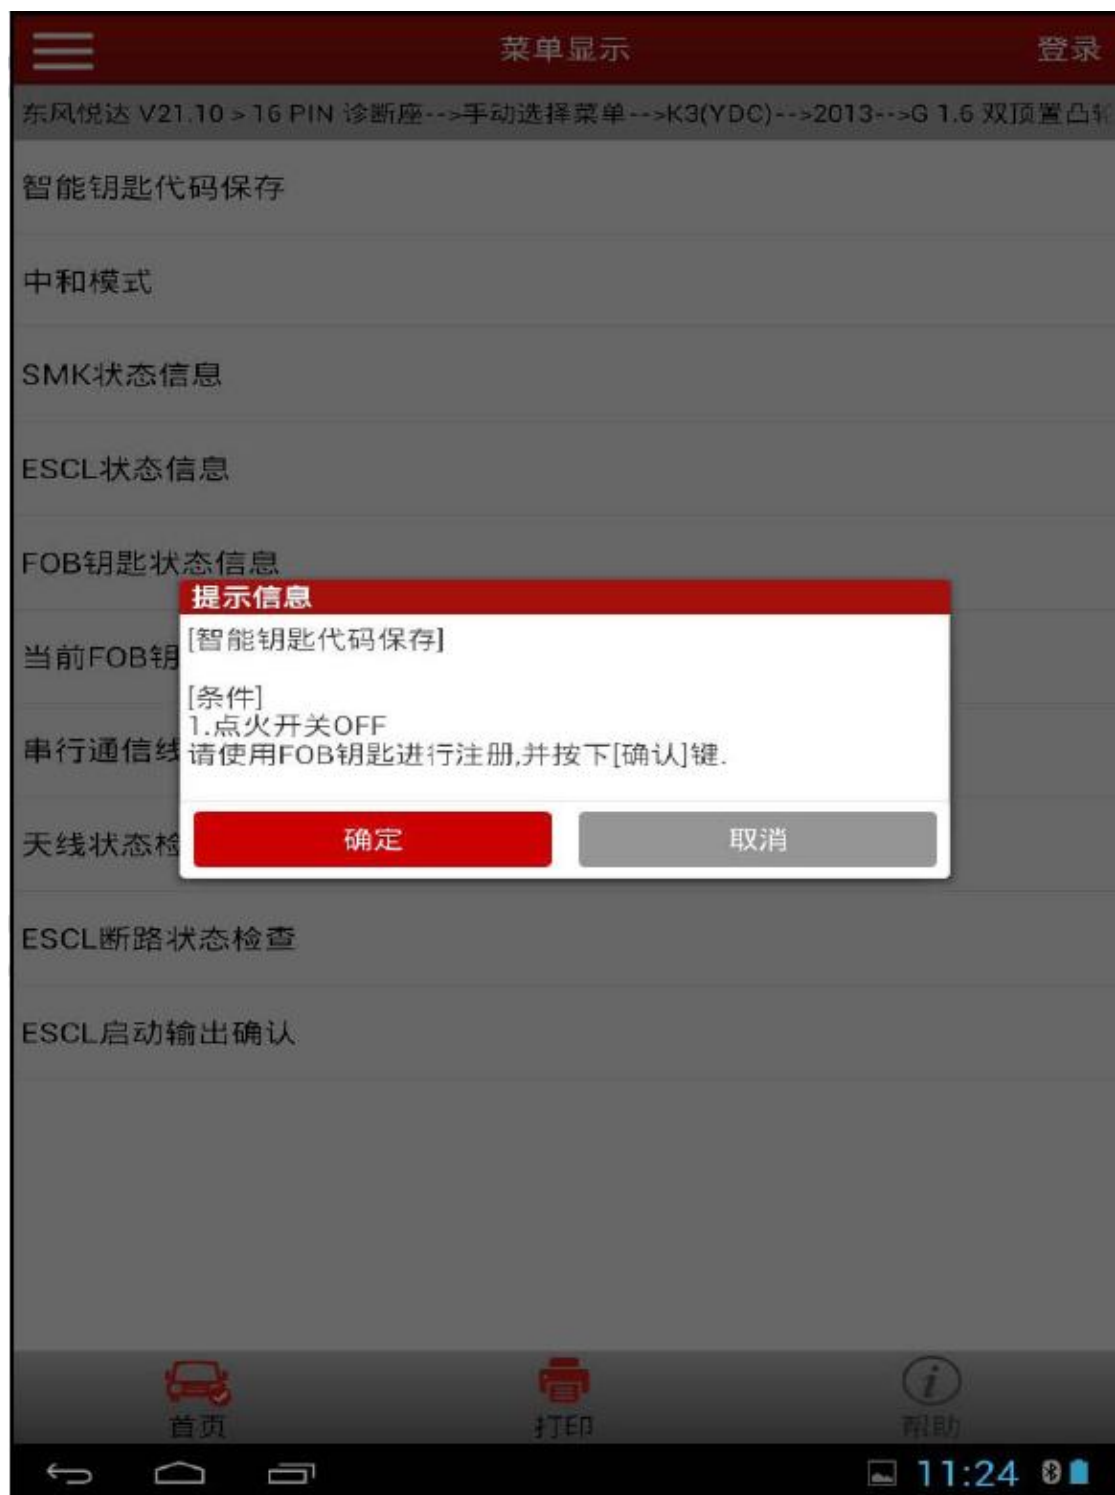 菜单显示
登录
东风悦达 V21.10 > 16 PIN 诊断座-->手动选择菜单-->K3(YDC)-->2013-->G 1.6 双顶置凸轮
智能钥匙代码保存
中和模式
SMK状态信息
ESCL状态信息
FOB钥匙状态信息
提示信息
[智能钥匙代码保存]
当前FOB钥
[条件]
1.点火开关OFF
串行通信线
请使用FOB钥匙进行注册,并按下[确认]键.
天线状态检
确定
取消
ESCL断路状态检查
ESCL启动输出确认
首页
打印
帮助
11:24